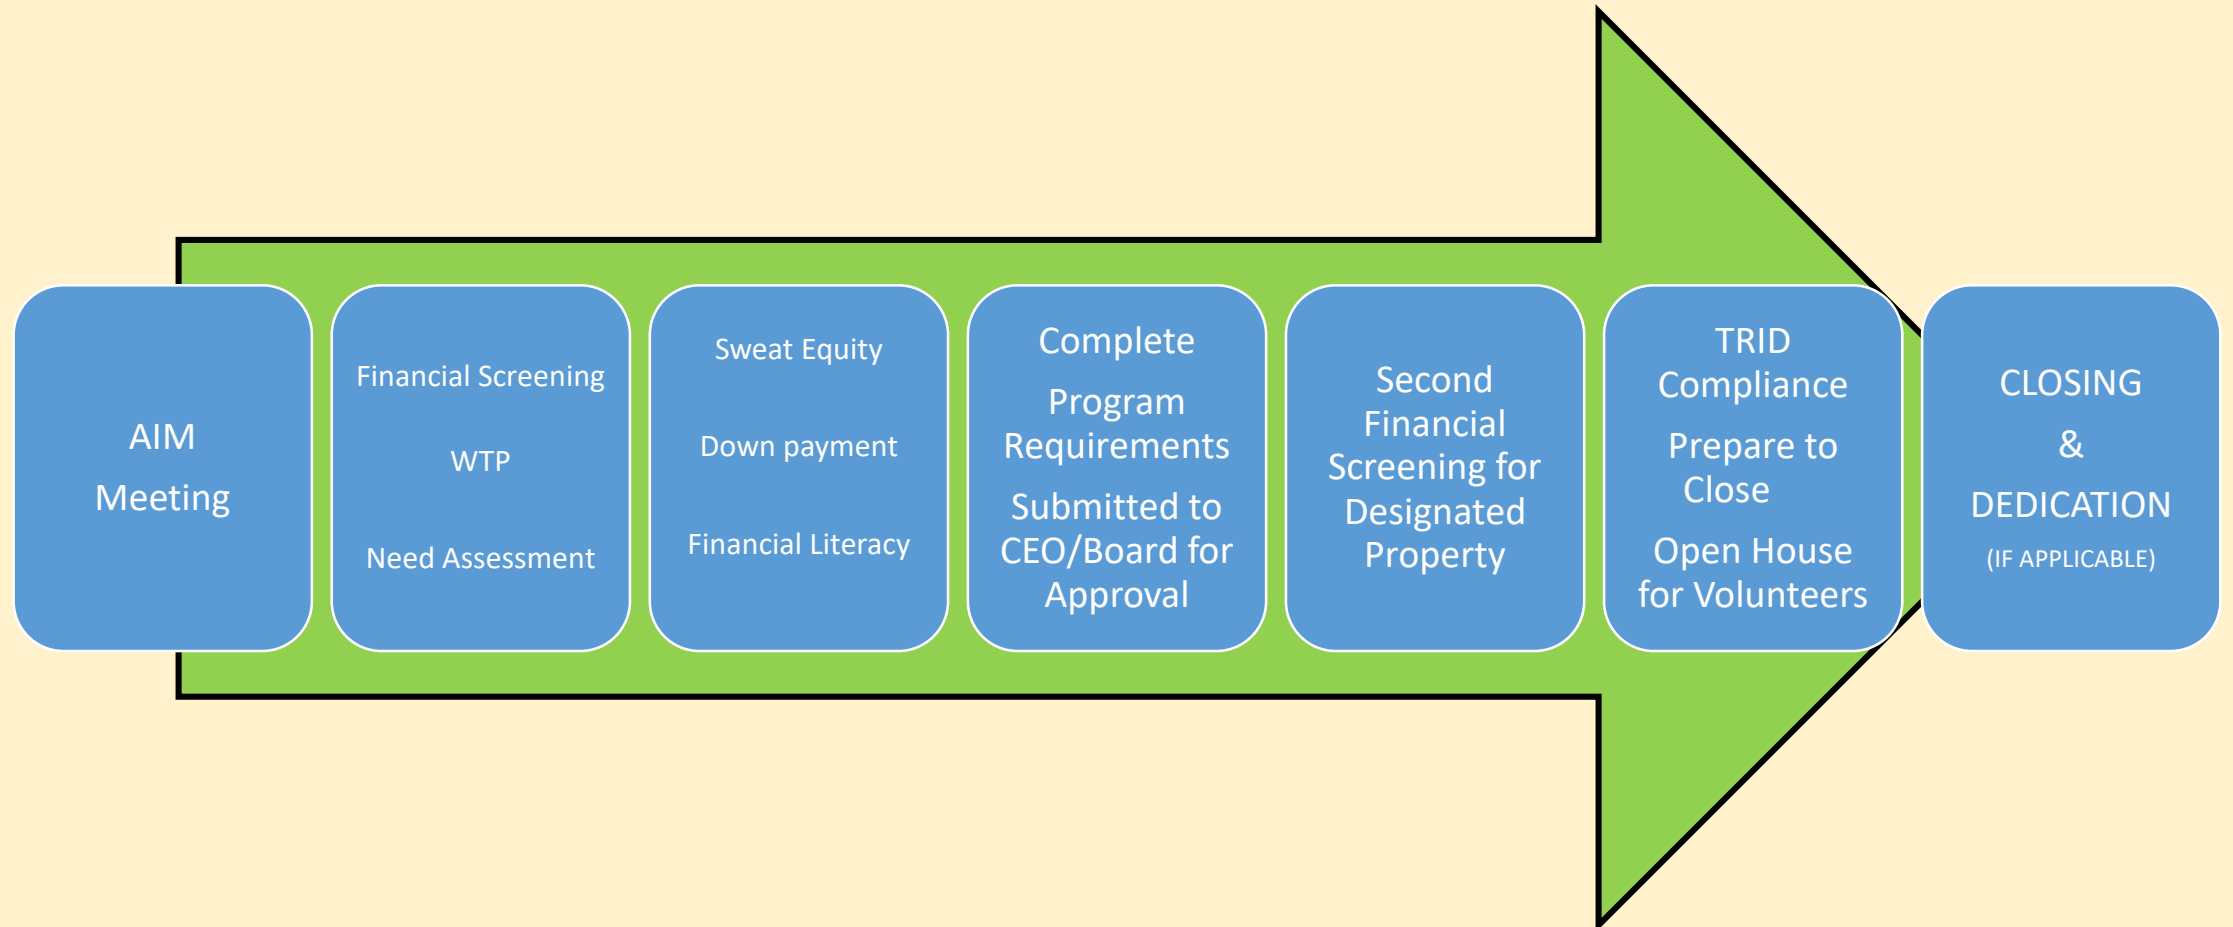 AIM
Meeting
Financial Screening
WTP
Need Assessment
Sweat Equity
Down payment
Financial Literacy
Complete
Program
Requirements
Submitted to
CEO/Board for
Approval
Second
Financial
Screening for
Designated
Property
TRID
Compliance
Prepare to
Close
Open House
for Volunteers
CLOSING
&
DEDICATION
(IF APPLICABLE)